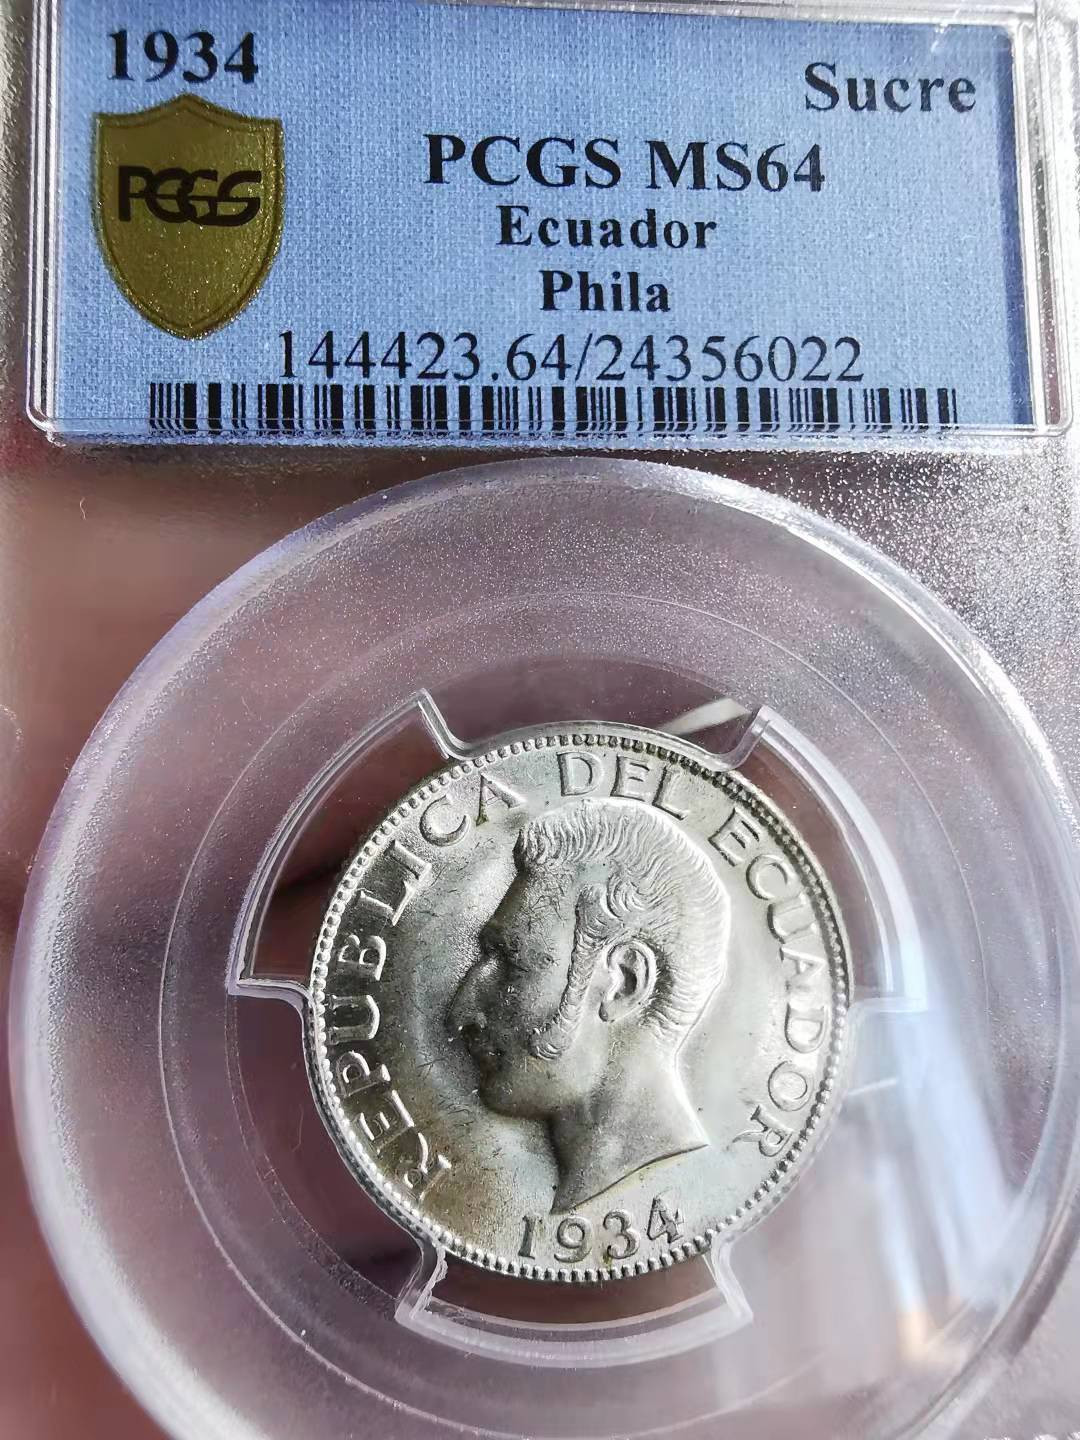 1934
Sucre
PCGS
PCGS MS64
Ecuador
Phila
144423.64/24356022
REPUBLICA DEL ECUADOR
1934